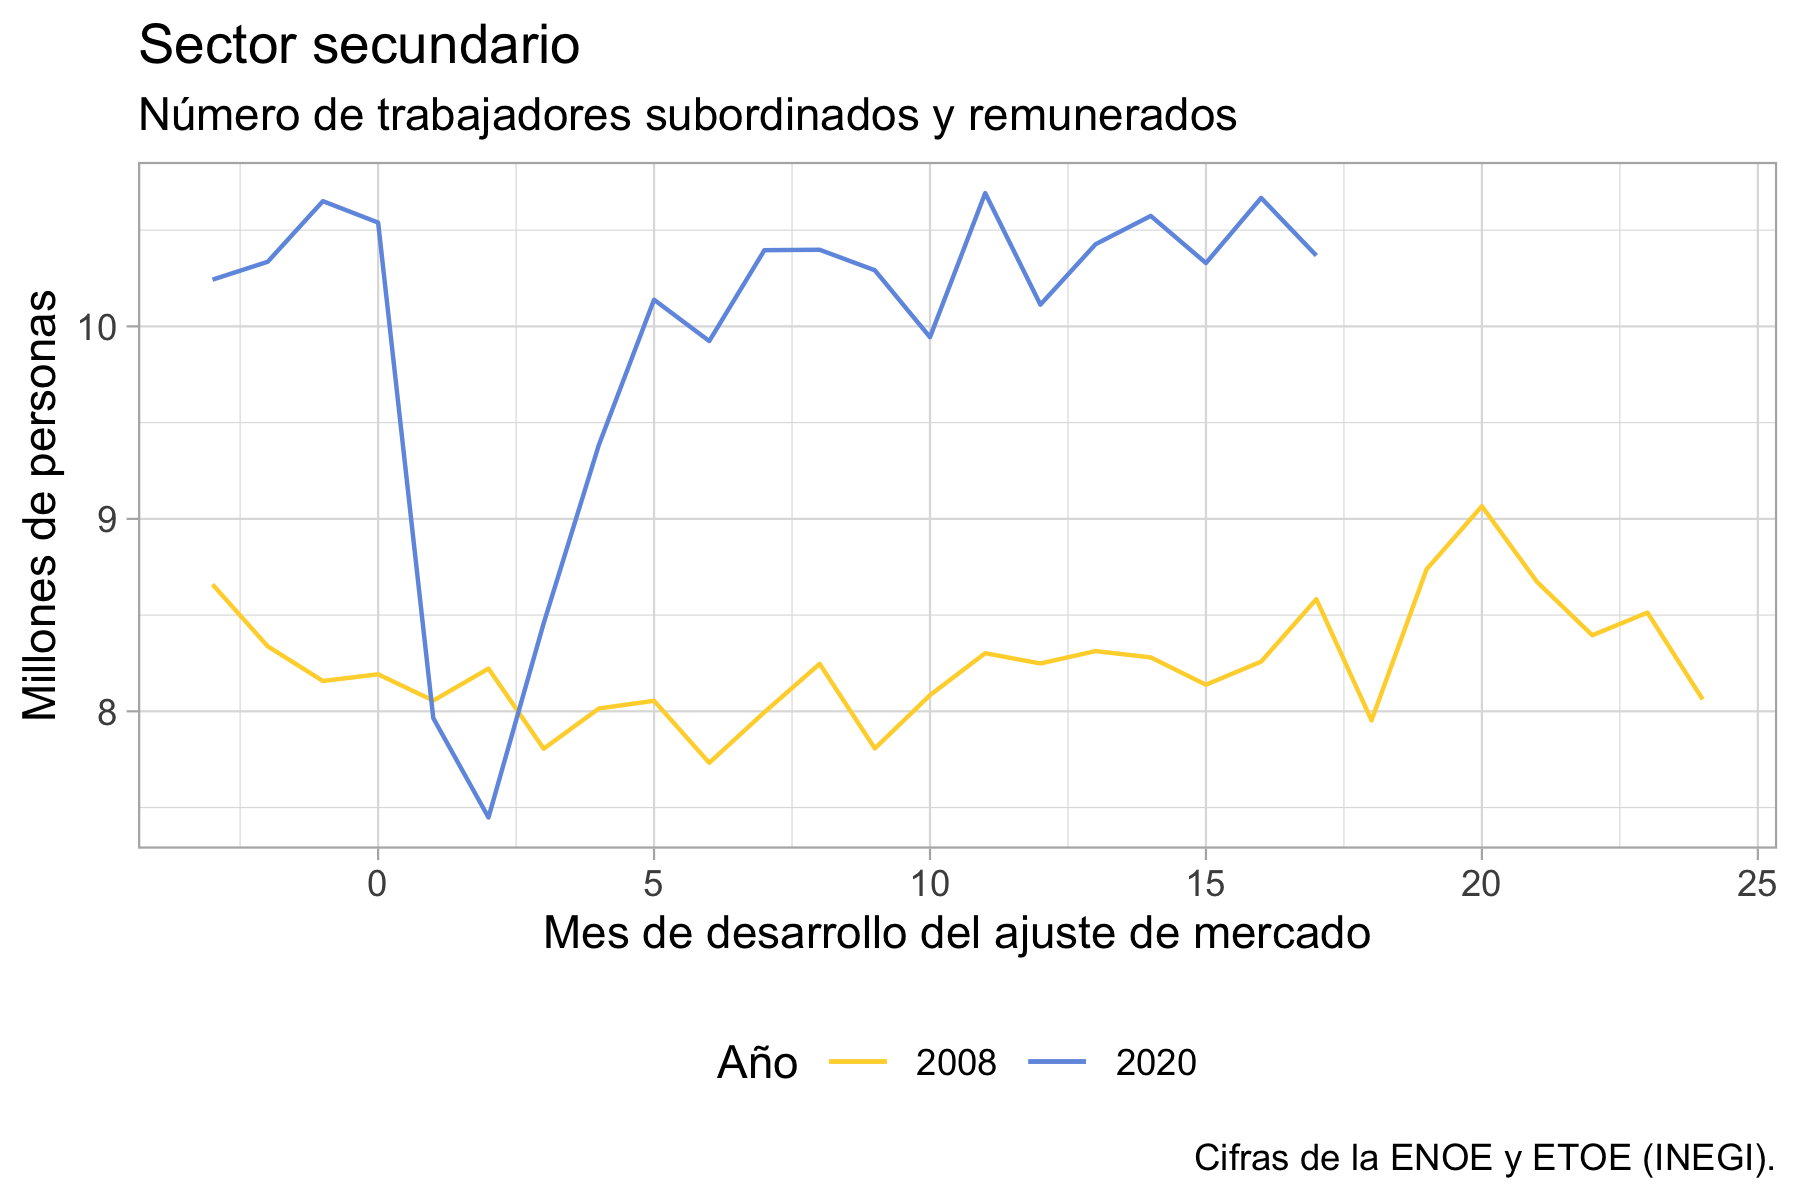 Sector secundario
Número de trabajadores subordinados y remunerados
Millones de personas
10
9
8
0 5 10 15 20 25
Mes de desarrollo del ajuste de mercado
Año 2008 2020
Cifras de la ENOE y ETOE (INEGI).